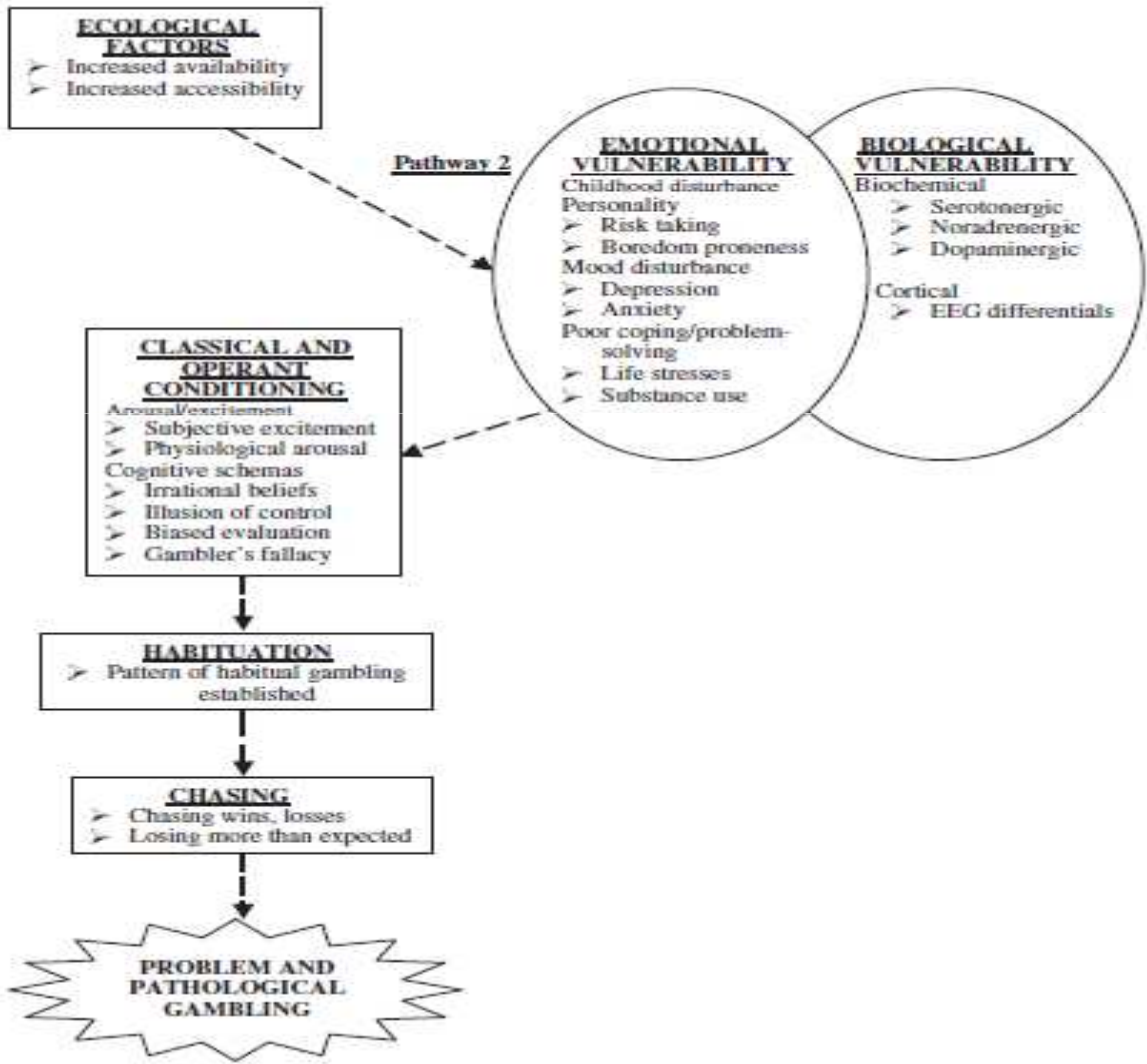 ECOLOGICAL
FACTORS
➢ Increased availability
➢ Increased accessibility
Pathway 2
EMOTIONAL
VULNERABILITY
Childhood disturbance
Personality
➢ Risk taking
➢ Boredom proneness
Mood disturbance
➢ Depression
➢ Anxiety
Poor coping/problem-
solving
➢ Life stresses
➢ Substance use
BIOLOGICAL
VULNERABILITY
Biochemical
➢ Serotonergic
➢ Noradrenergic
➢ Dopaminergic
Cortical
➢ EEG differentials
CLASSICAL AND
OPERANT
CONDITIONING
Arousal/excitement
➢ Subjective excitement
➢ Physiological arousal
Cognitive schemas
➢ Irrational beliefs
➢ Illusion of control
➢ Biased evaluation
➢ Gambler's fallacy
HABITUATION
➢ Pattern of habitual gambling
established
CHASING
➢ Chasing wins, losses
➢ Losing more than expected
PROBLEM AND
PATHOLOGICAL
GAMBLING